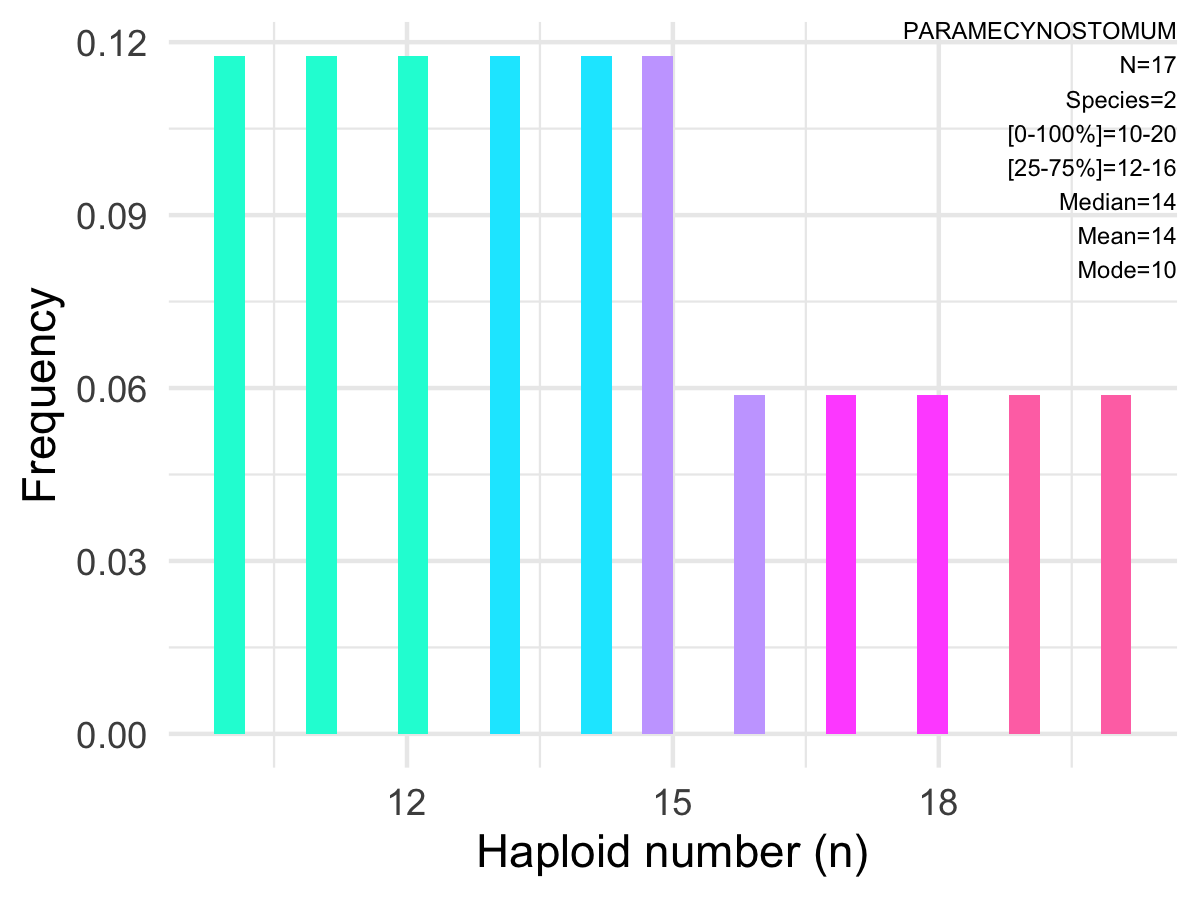 PARAMECYNOSTOMUM
N=17
Species=2
[0-100%]=10-20
[25-75%]=12-16
Median=14
Mean=14
Mode=10
0.12
0.09
0.06
0.03
0.00
Frequency
12 15 18
Haploid number (n)